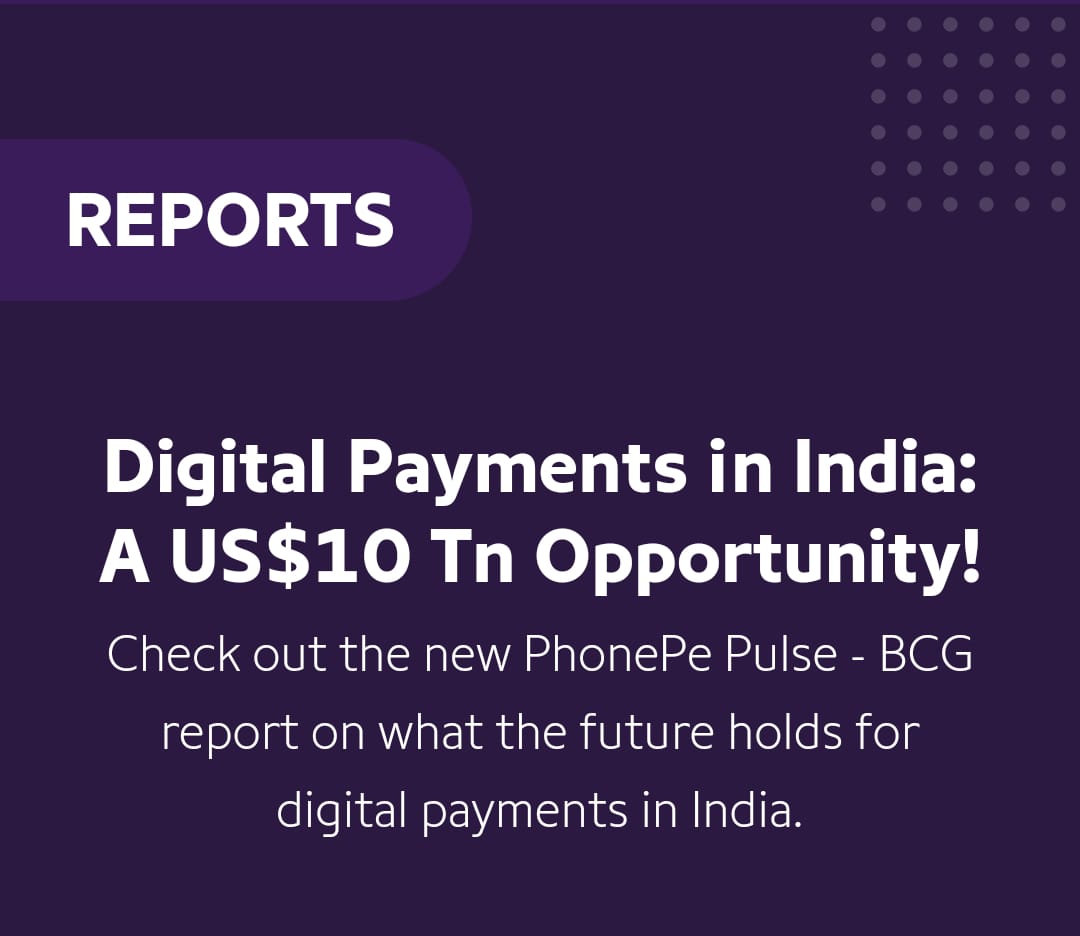 REPORTS
Digital Payments in India:
A US$10 Tn Opportunity!
Check out the new PhonePe Pulse - BCG
report on what the future holds for
digital payments in India.